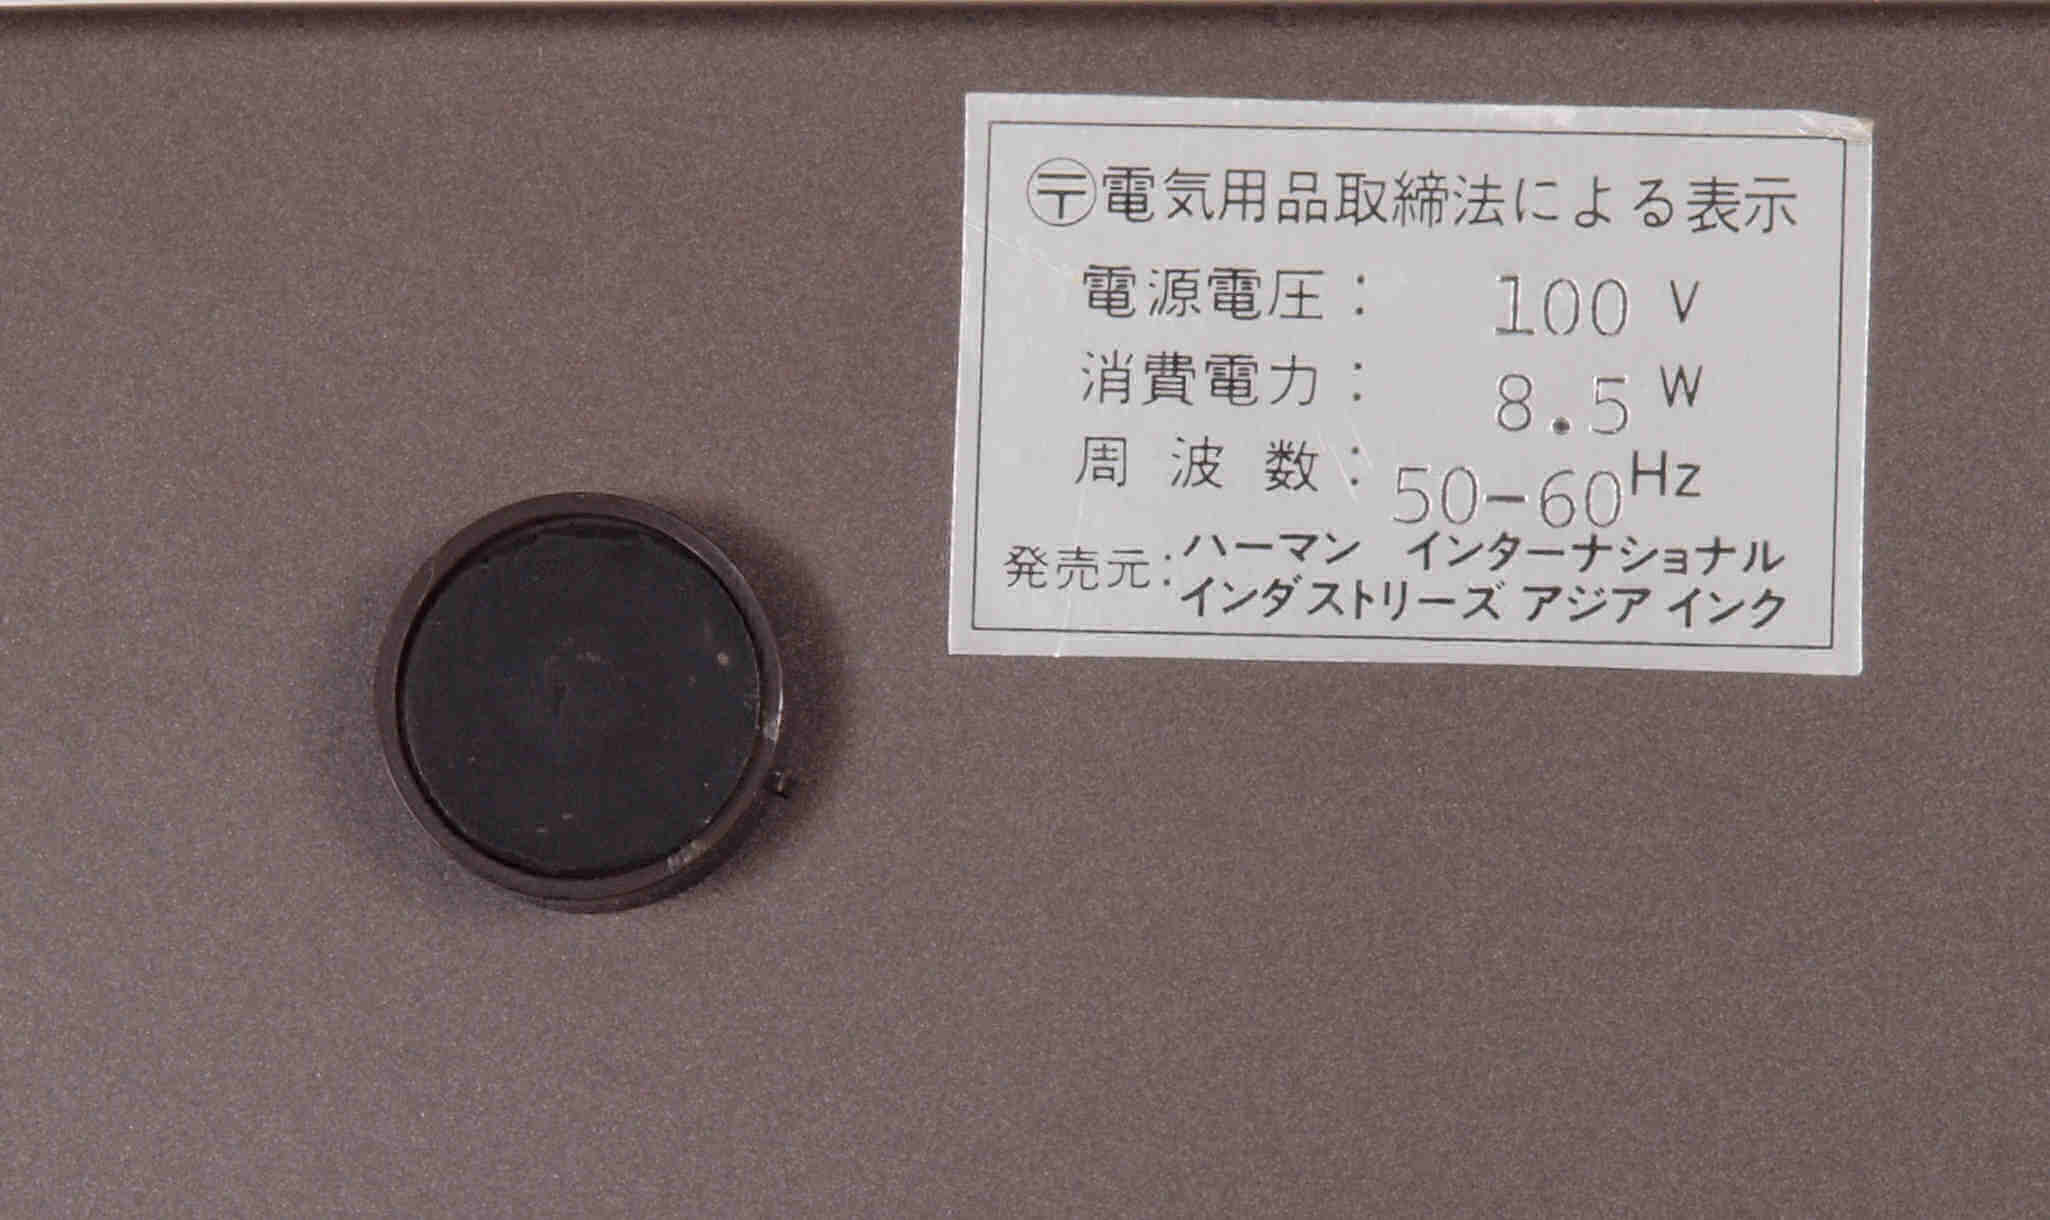 〶電気用品取締法による表示
電源電圧： 100 V
消費電力： 8.5 W
周波数：50-60Hz
発売元：ハーマン インターナショナル
インダストリーズ アジア インク